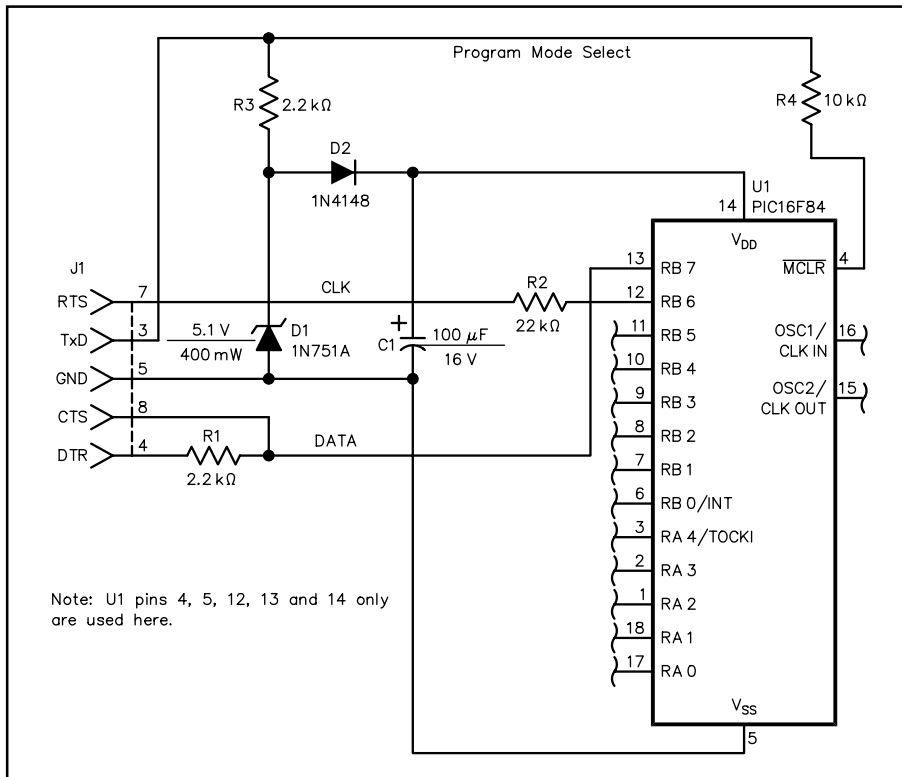 Program Mode Select
R3
2.2 kΩ
R4
10 kΩ
D2
1N4148
U1
PIC16F84
14
V_DD
J1
RTS
7
CLK
R2
22 kΩ
13
RB 7
12
RB 6
MCLR
4
TxD
3
5.1 V
400 mW
D1
1N751A
C1
+
100 µF
16 V
11
RB 5
OSC1/
CLK IN
16
GND
5
10
RB 4
9
RB 3
OSC2/
CLK OUT
15
CTS
8
8
RB 2
DTR
4
R1
2.2 kΩ
DATA
7
RB 1
6
RB 0/INT
3
RA 4/TOCKI
2
RA 3
1
RA 2
18
RA 1
17
RA 0
Note: U1 pins 4, 5, 12, 13 and 14 only
are used here.
V_SS
5